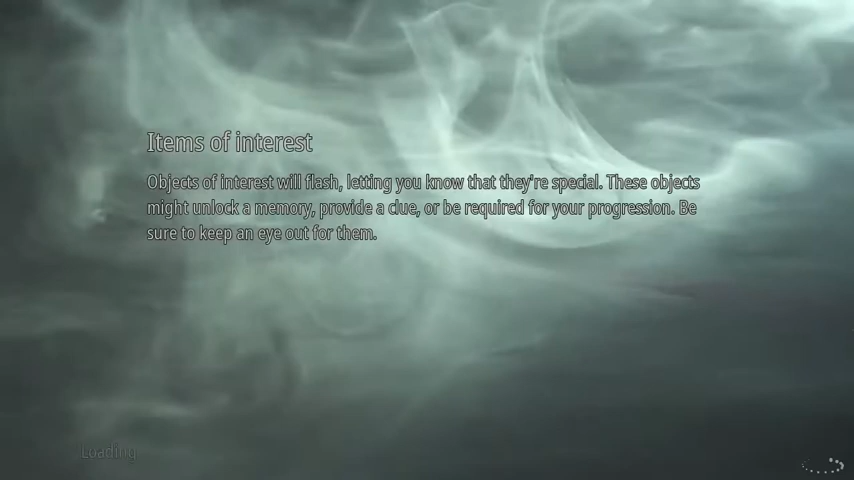 Items of interest
Objects of interest will flash, letting you know that they're special. These objects
might unlock a memory, provide a clue, or be required for your progression. Be
sure to keep an eye out for them.
Loading